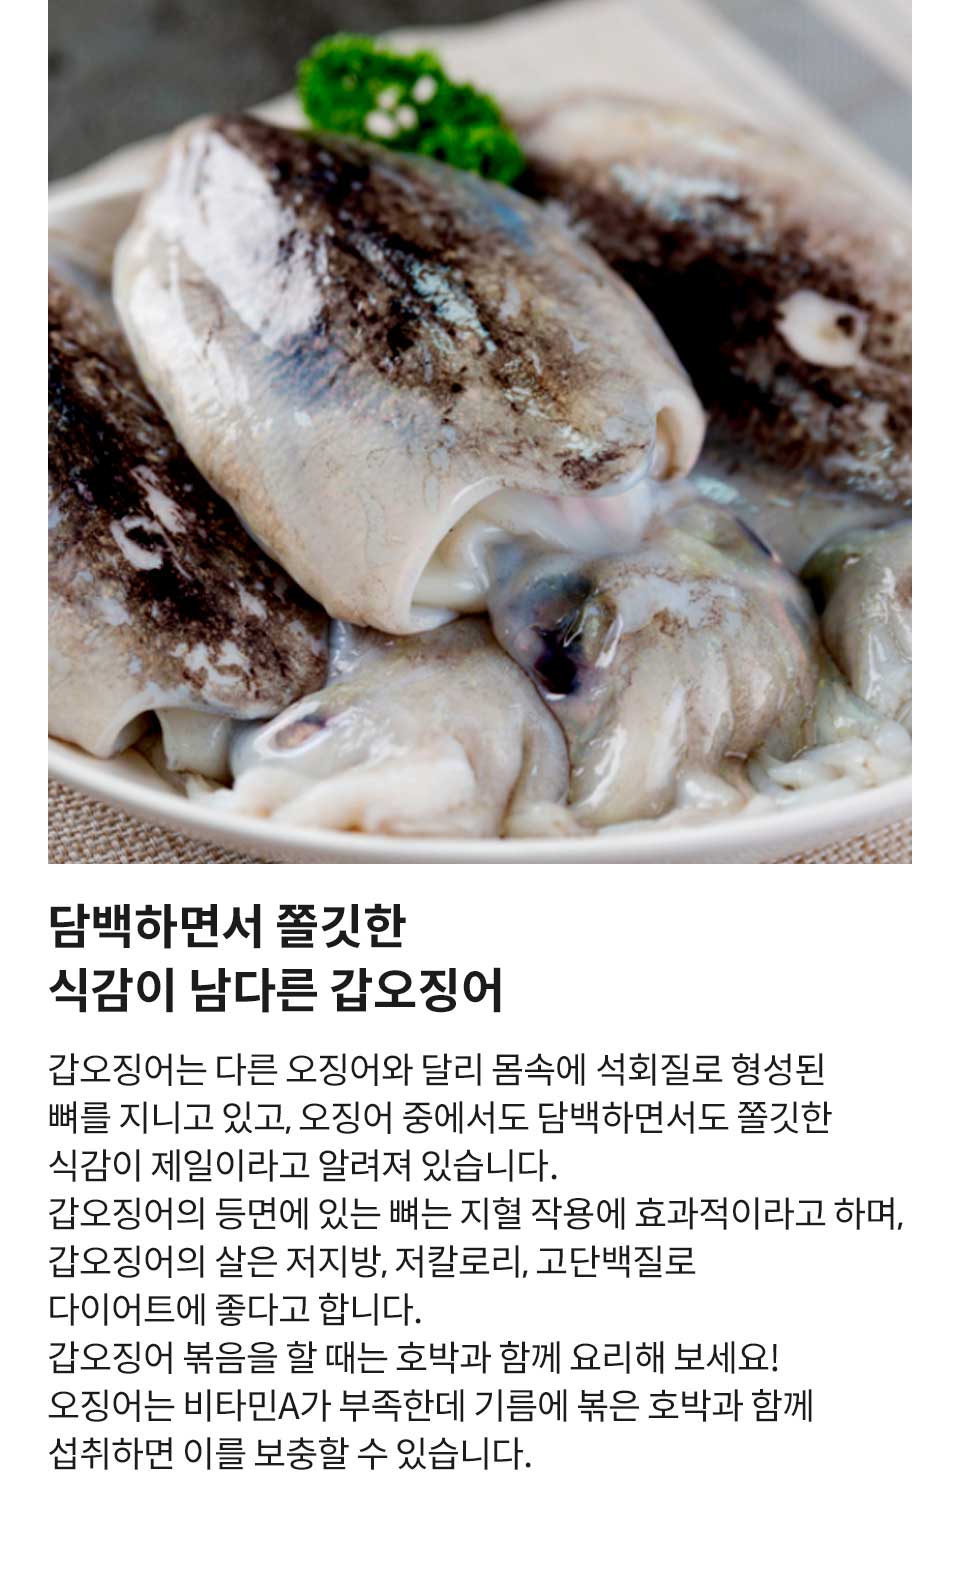 담백하면서 쫄깃한
식감이 남다른 갑오징어
갑오징어는 다른 오징어와 달리 몸속에 석회질로 형성된
뼈를 지니고 있고, 오징어 중에서도 담백하면서도 쫄깃한
식감이 제일이라고 알려져 있습니다.
갑오징어의 등면에 있는 뼈는 지혈 작용에 효과적이라고 하며,
갑오징어의 살은 저지방, 저칼로리, 고단백질로
다이어트에 좋다고 합니다.
갑오징어 볶음을 할 때는 호박과 함께 요리해 보세요!
오징어는 비타민A가 부족한데 기름에 볶은 호박과 함께
섭취하면 이를 보충할 수 있습니다.